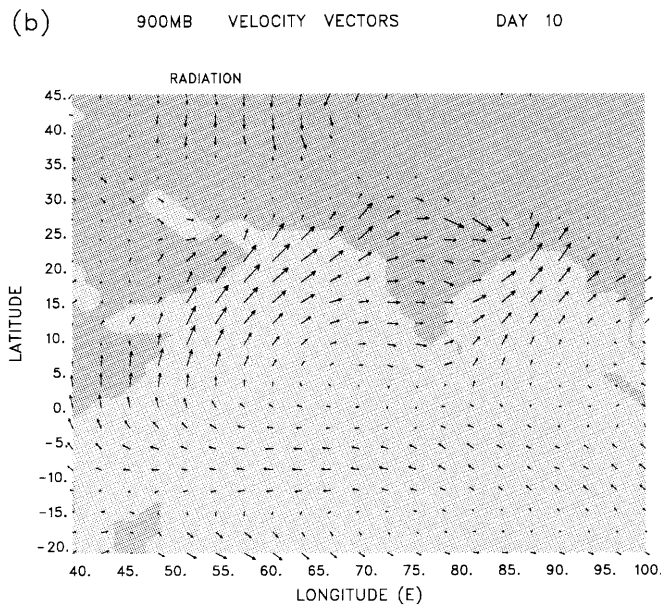 (b)
900MB VELOCITY VECTORS DAY 10
RADIATION
45.
40.
35.
30.
25.
20.
15.
10.
5.
0.
-5.
-10.
-15.
-20.
LATITUDE
40. 45. 50. 55. 60. 65. 70. 75. 80. 85. 90. 95. 100.
LONGITUDE (E)